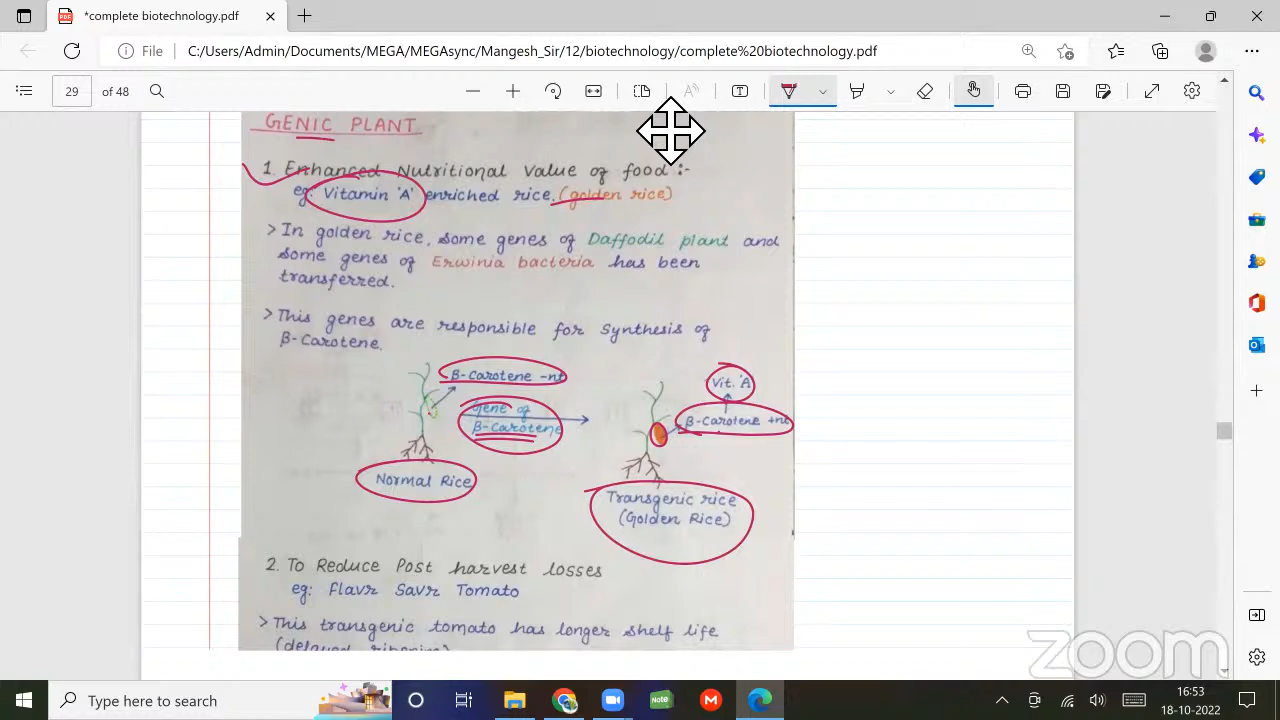 *complete biotechnology.pdf
File
C:/Users/Admin/Documents/MEGA/MEGAsync/Mangesh_Sir/12/biotechnology/complete%20biotechnology.pdf
29 of 48
GENIC PLANT
1. Enhanced Nutritional Value of food :-
eg: Vitamin 'A' enriched rice. (golden rice)
> In golden rice, some genes of Daffodil plant and
some genes of Erwinia bacteria has been
transferred.
> This genes are responsible for synthesis of
β-Carotene.
β-Carotene -nt
Gene of
β-Carotene
Normal Rice
Vit. 'A
β-Carotene +nt
Transgenic rice
(Golden Rice)
2. To Reduce Post harvest losses
eg: Flavr Savr Tomato
> This transgenic tomato has longer shelf life
(delayed ripening)
zoom
Type here to search
Note
16:53
18-10-2022